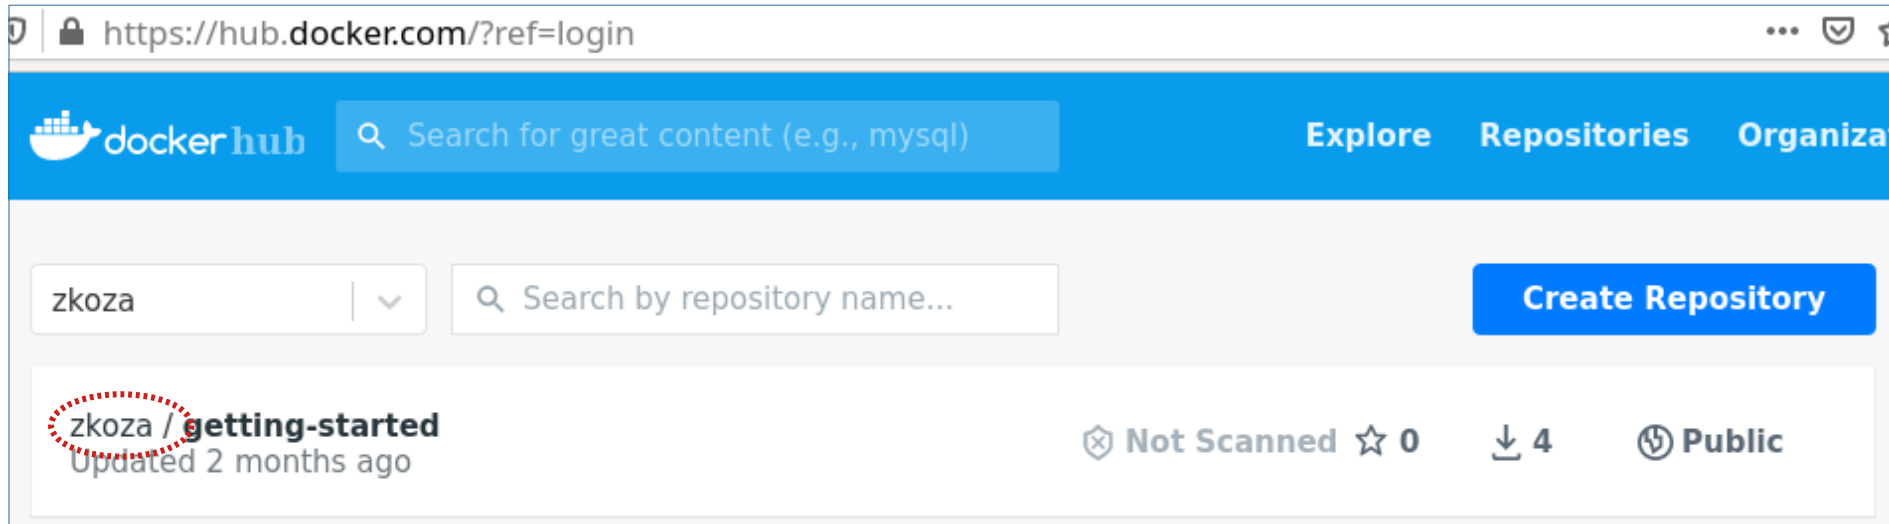 https://hub.docker.com/?ref=login
docker hub
Search for great content (e.g., mysql)
Explore
Repositories
Organiza
zkoza
Search by repository name...
Create Repository
zkoza / getting-started
Updated 2 months ago
Not Scanned
0
4
Public